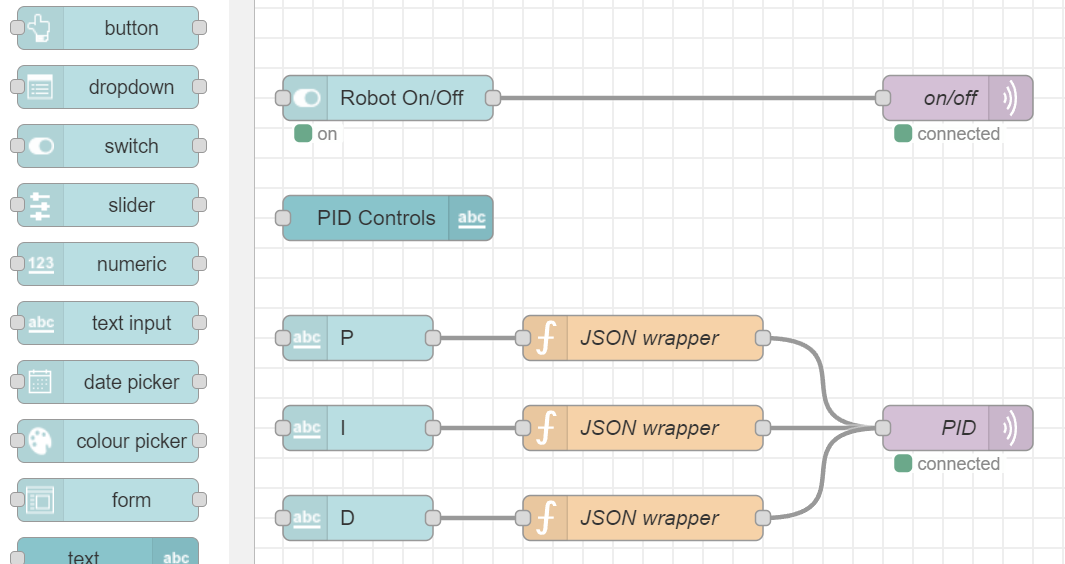 button
dropdown
switch
slider
123 numeric
abc text input
date picker
colour picker
form
text abc
Robot On/Off
on
on/off
connected
PID Controls abc
abc P
JSON wrapper
abc I
JSON wrapper
PID
connected
abc D
JSON wrapper